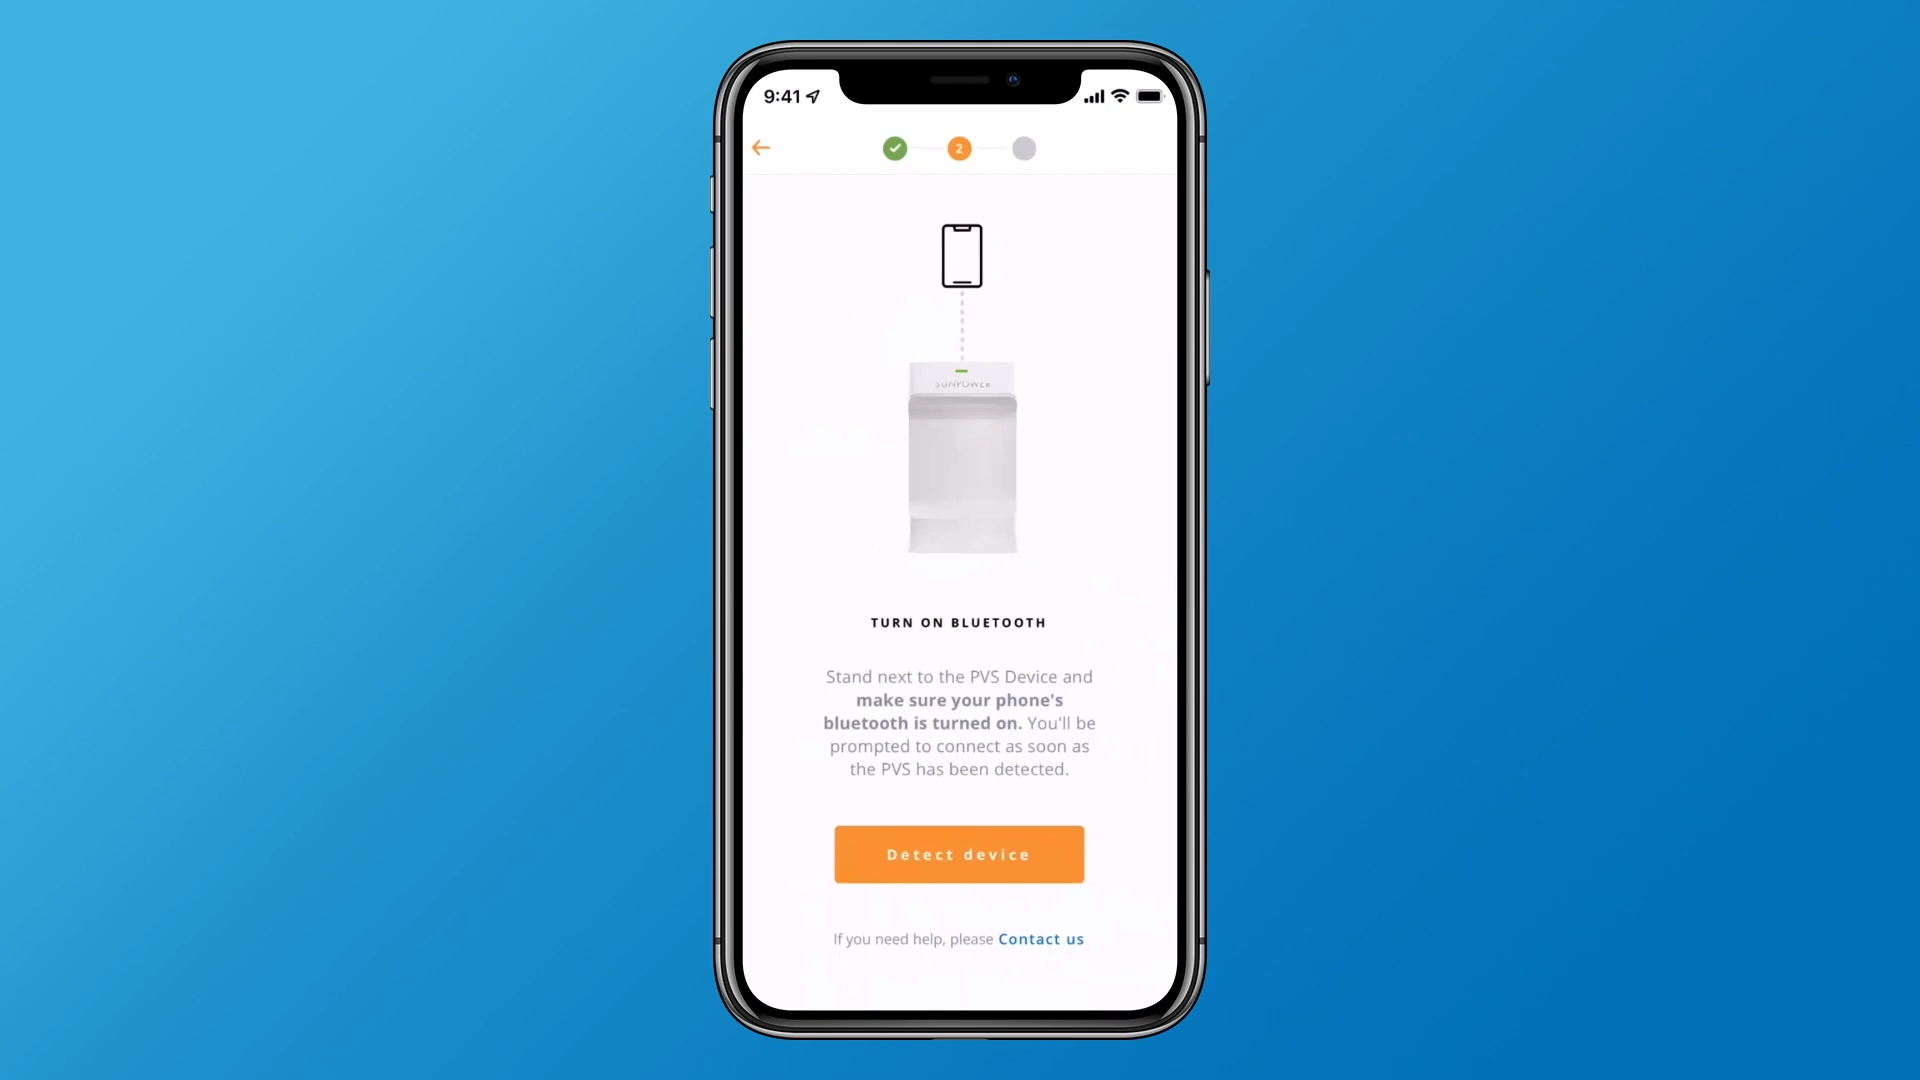 9:41
2
SUNPOWER
TURN ON BLUETOOTH
Stand next to the PVS Device and
make sure your phone's
bluetooth is turned on. You'll be
prompted to connect as soon as
the PVS has been detected.
Detect device
If you need help, please Contact us